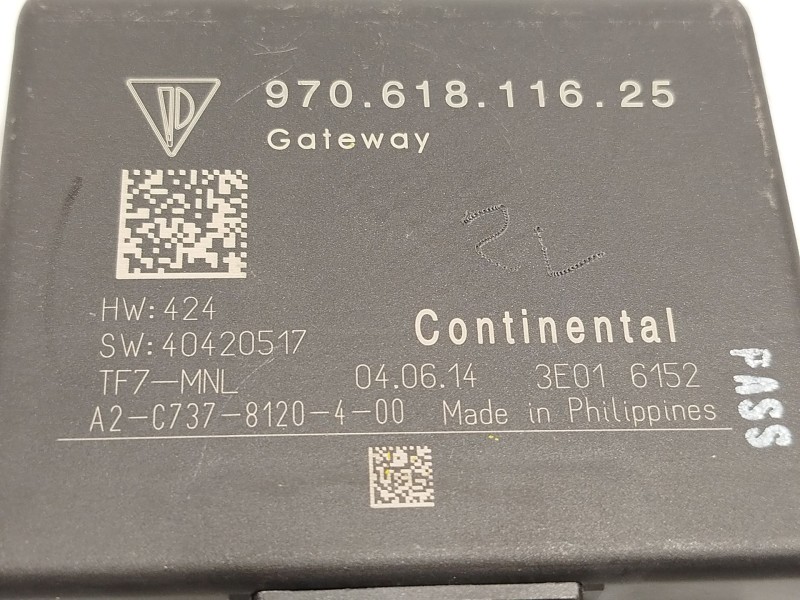 970.618.116.25
Gateway
HW:424
SW:40420517
Continental
TF7-MNL 04.06.14 3E01 6152
A2-C737-8120-4-00 Made in Philippines
PASS